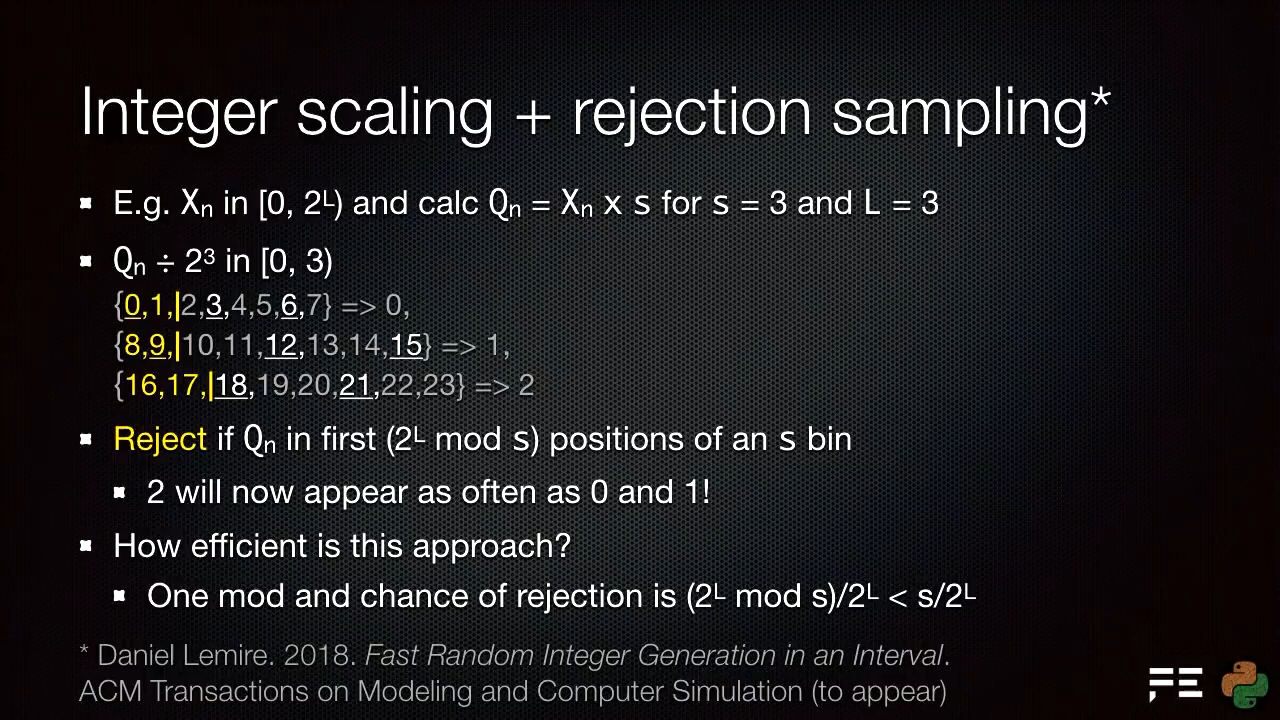 Integer scaling + rejection sampling*
E.g. Xₙ in [0, 2ᴸ) and calc Qₙ = Xₙ x s for s = 3 and L = 3
Qₙ ÷ 2³ in [0, 3)
{0,1,|2,3,4,5,6,7} => 0,
{8,9,|10,11,12,13,14,15} => 1,
{16,17,|18,19,20,21,22,23} => 2
Reject if Qₙ in first (2ᴸ mod s) positions of an s bin
2 will now appear as often as 0 and 1!
How efficient is this approach?
One mod and chance of rejection is (2ᴸ mod s)/2ᴸ < s/2ᴸ
* Daniel Lemire. 2018. Fast Random Integer Generation in an Interval.
ACM Transactions on Modeling and Computer Simulation (to appear)
FE